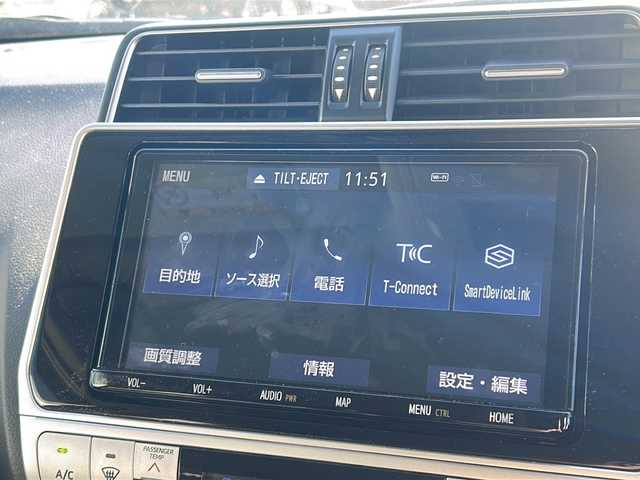 MENU TILT·EJECT 11:51 Wi-Fi
目的地 ソース選択 電話 T-Connect SmartDeviceLink
画質調整 情報 設定・編集
VOL− VOL+ AUDIO PWR MAP MENU CTRL HOME
A/C PASSENGER TEMP